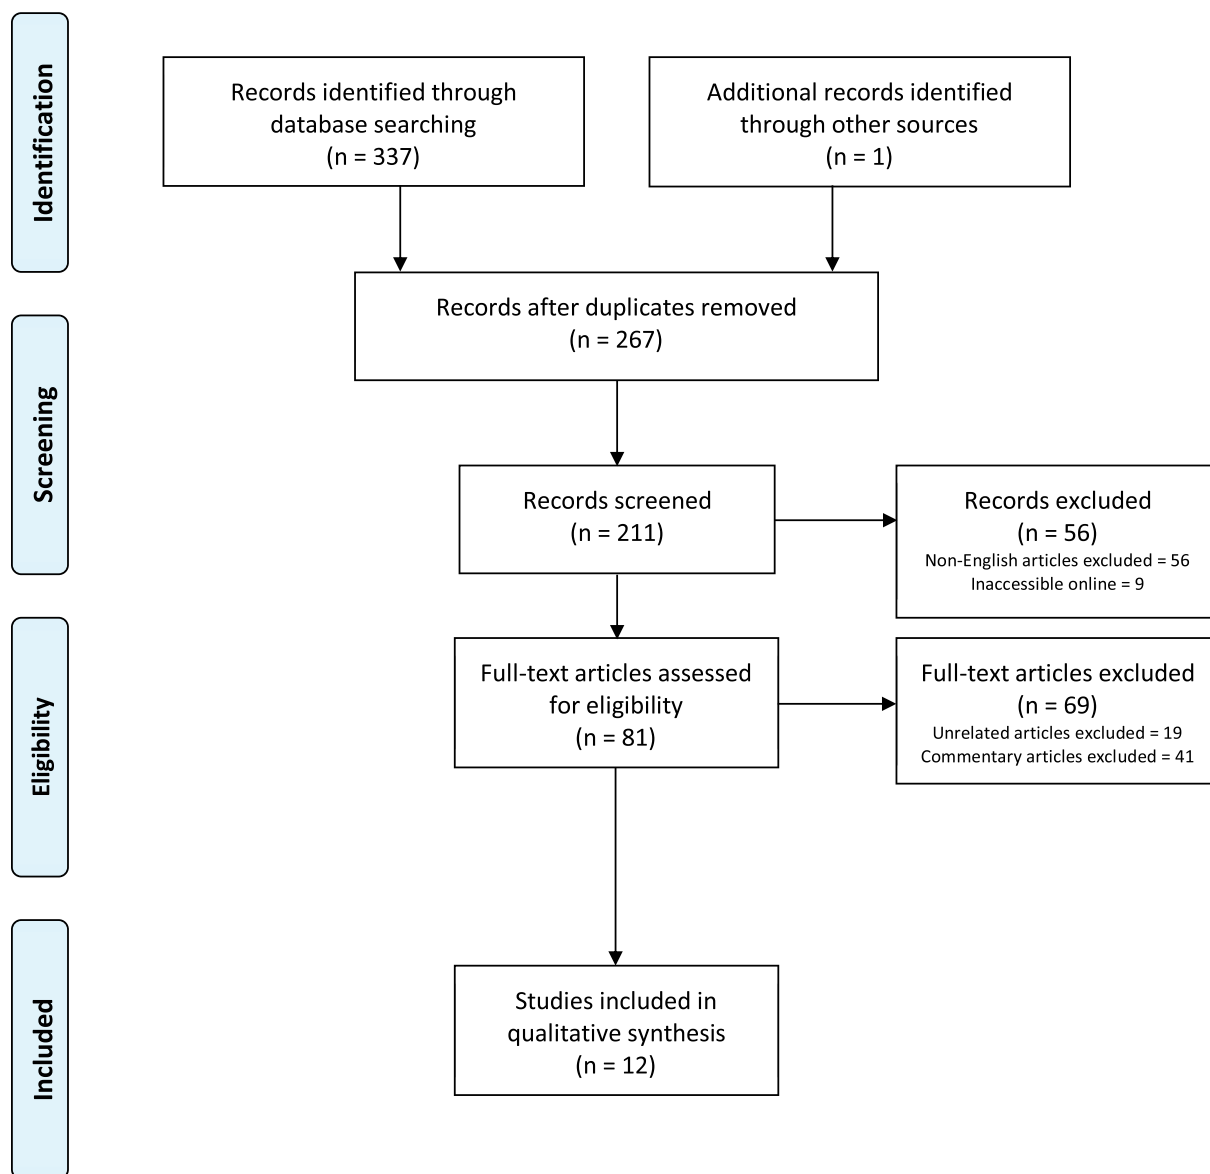 Identification
Records identified through
database searching
(n = 337)
Additional records identified
through other sources
(n = 1)
Records after duplicates removed
(n = 267)
Screening
Records screened
(n = 211)
Records excluded
(n = 56)
Non-English articles excluded = 56
Inaccessible online = 9
Eligibility
Full-text articles assessed
for eligibility
(n = 81)
Full-text articles excluded
(n = 69)
Unrelated articles excluded = 19
Commentary articles excluded = 41
Included
Studies included in
qualitative synthesis
(n = 12)